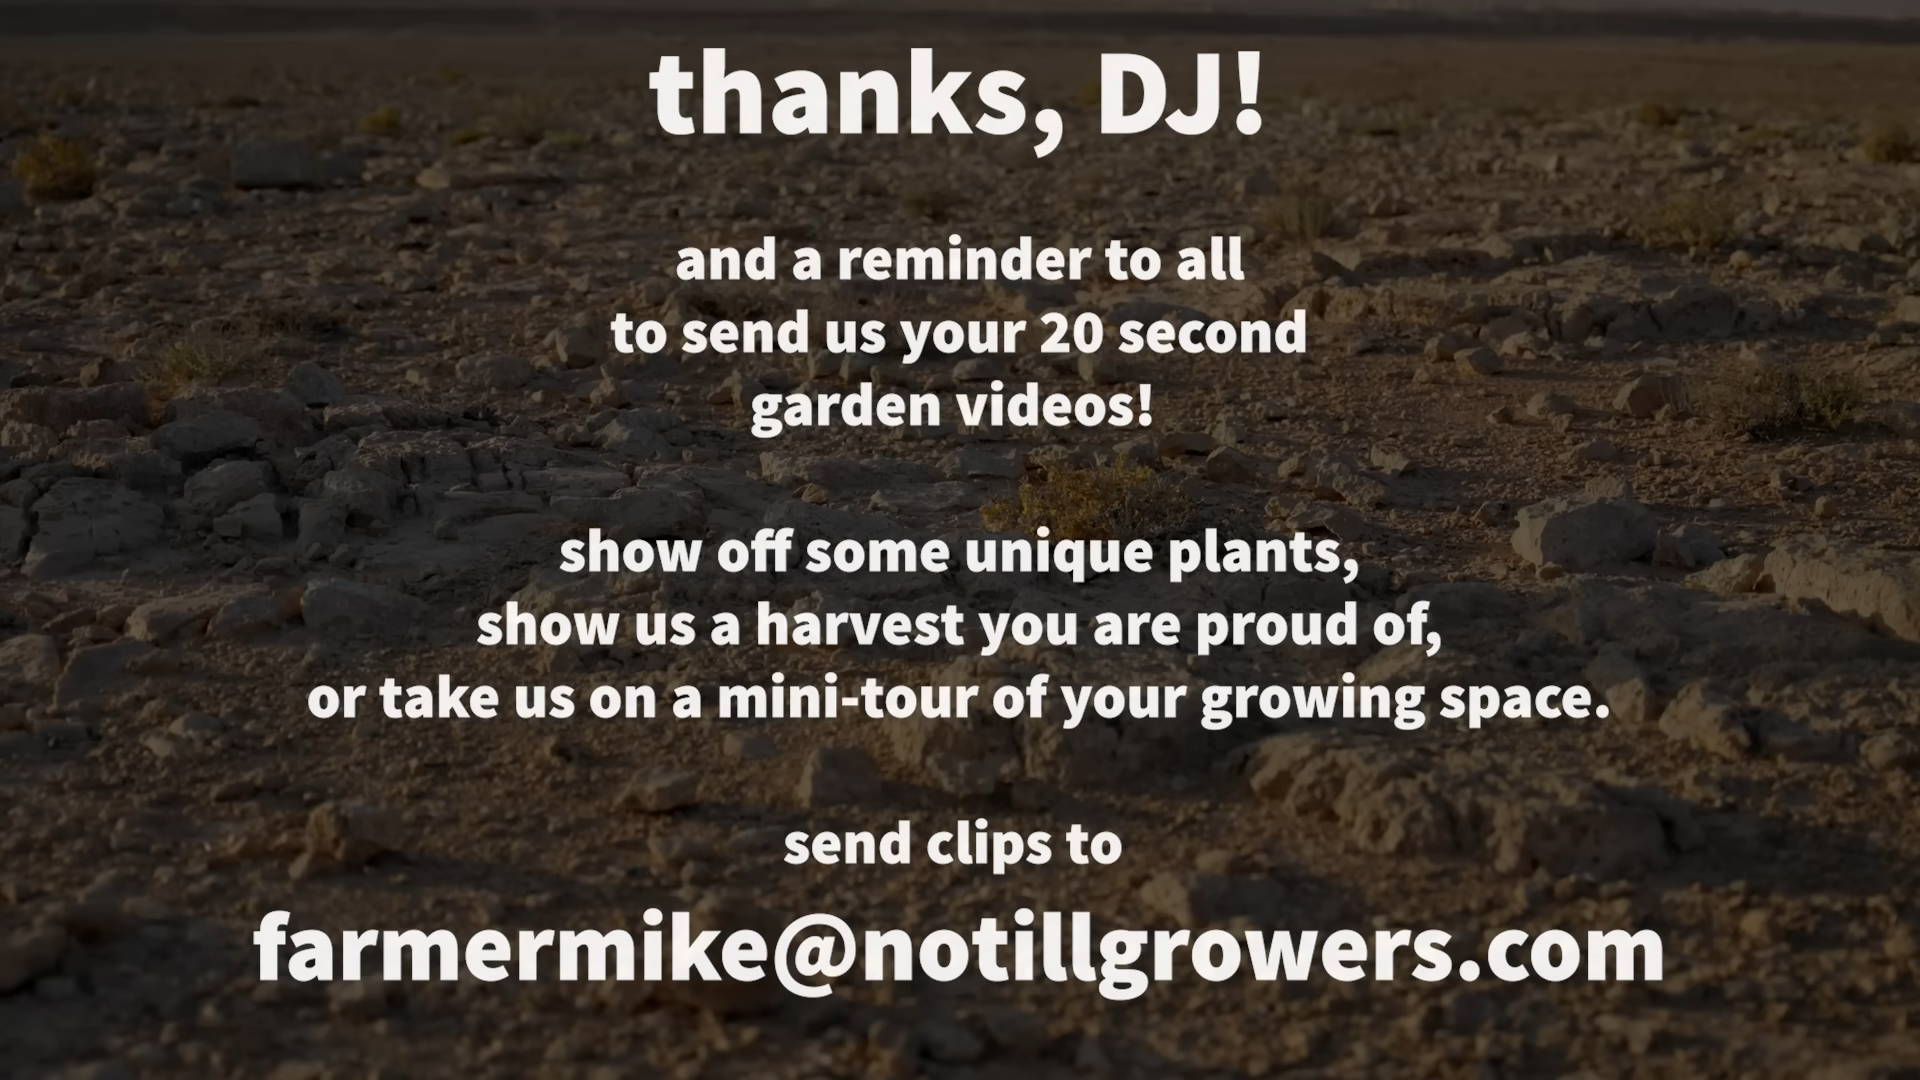 thanks, DJ!
and a reminder to all
to send us your 20 second
garden videos!
show off some unique plants,
show us a harvest you are proud of,
or take us on a mini-tour of your growing space.
send clips to
farmermike@notillgrowers.com